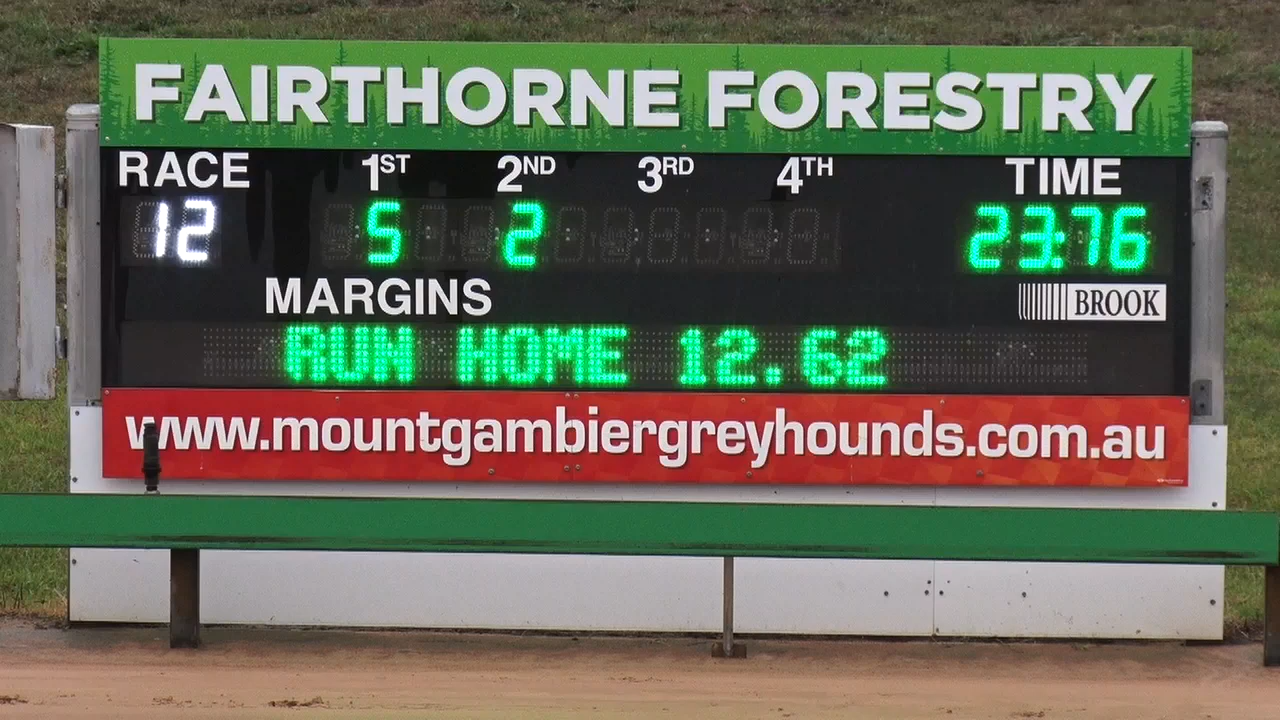 FAIRTHORNE FORESTRY
RACE 1ST 2ND 3RD 4TH TIME
12 5 2 23:76
MARGINS BROOK
RUN HOME 12.62
www.mountgambiergreyhounds.com.au